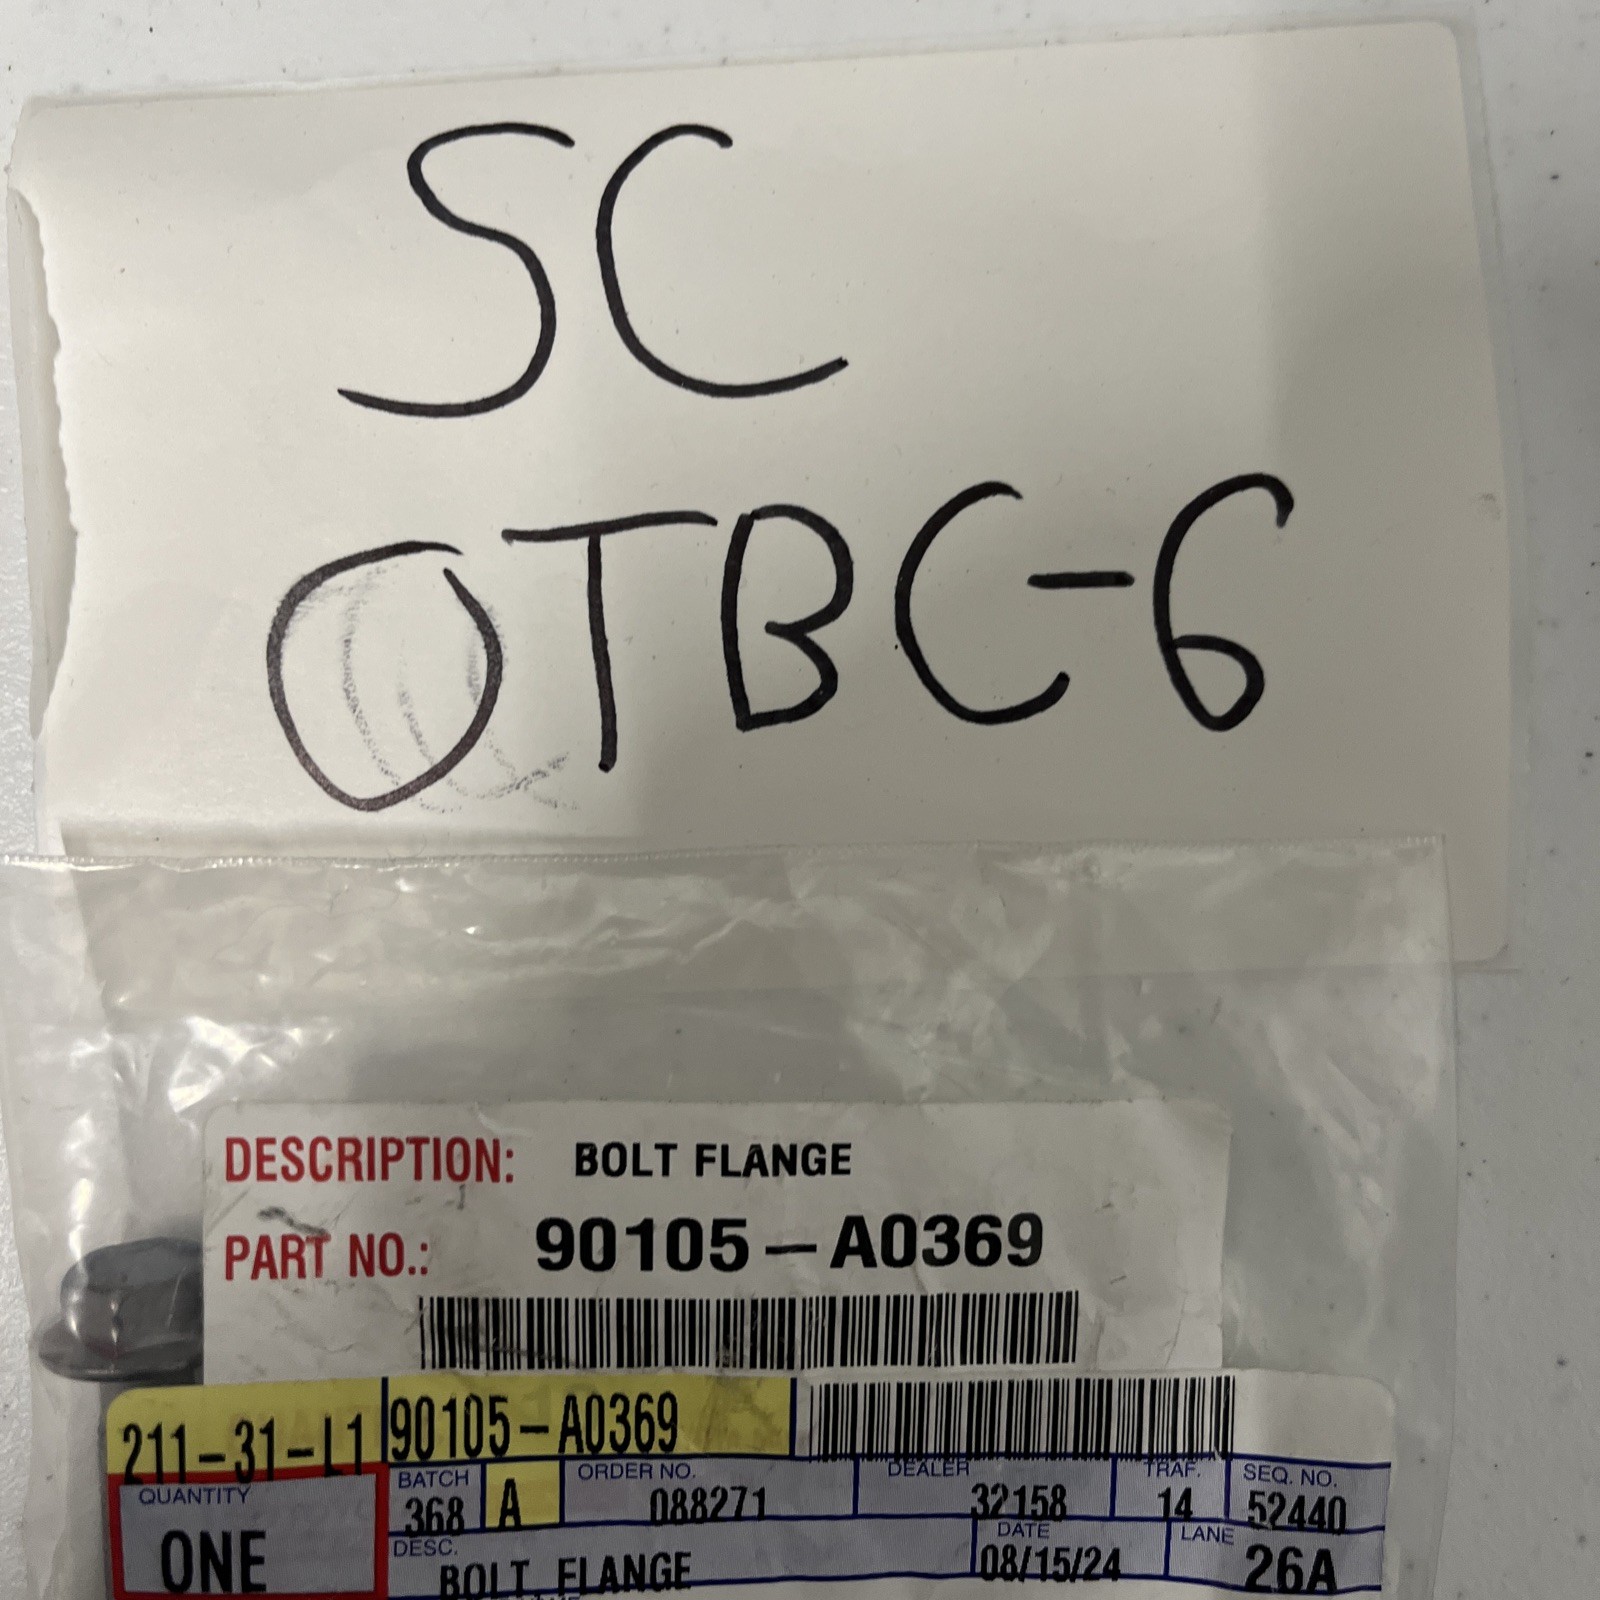 SC
OTBC-6
DESCRIPTION: BOLT FLANGE
PART NO.: 90105-A0369
211-31-L1 90105-A0369
QUANTITY BATCH ORDER NO. DEALER TRAF. SEQ. NO.
ONE 368 A 088271 32158 14 52440
DESC. DATE LANE
BOLT, FLANGE 08/15/24 26A